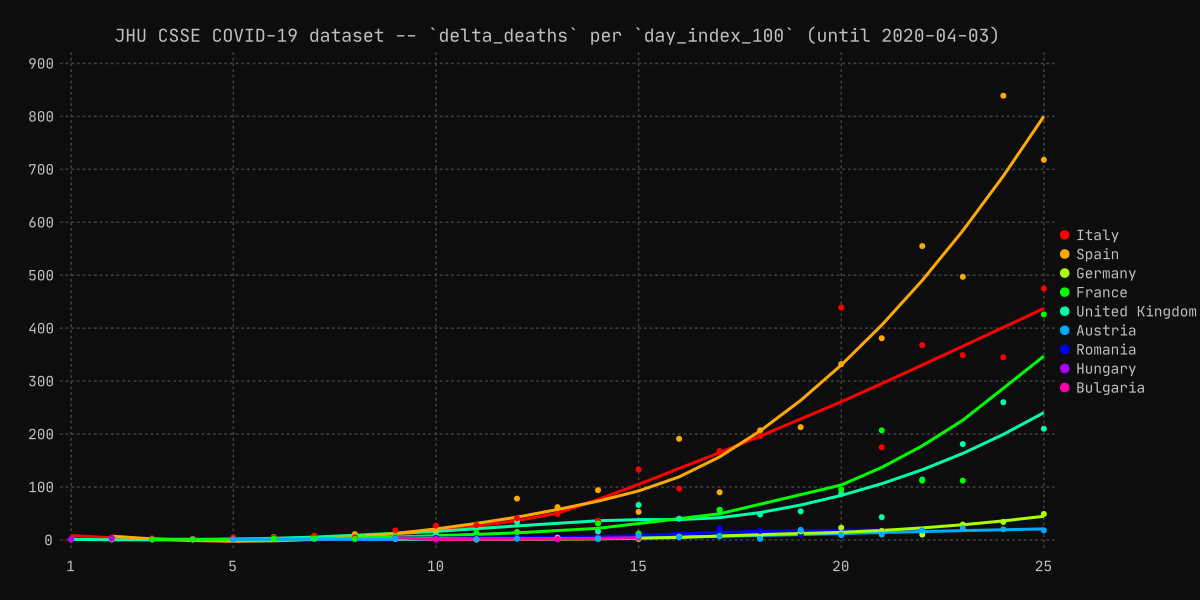 JHU CSSE COVID-19 dataset -- `delta_deaths` per `day_index_100` (until 2020-04-03)
900
800
700
600
500
400
300
200
100
0
1 5 10 15 20 25
Italy
Spain
Germany
France
United Kingdom
Austria
Romania
Hungary
Bulgaria